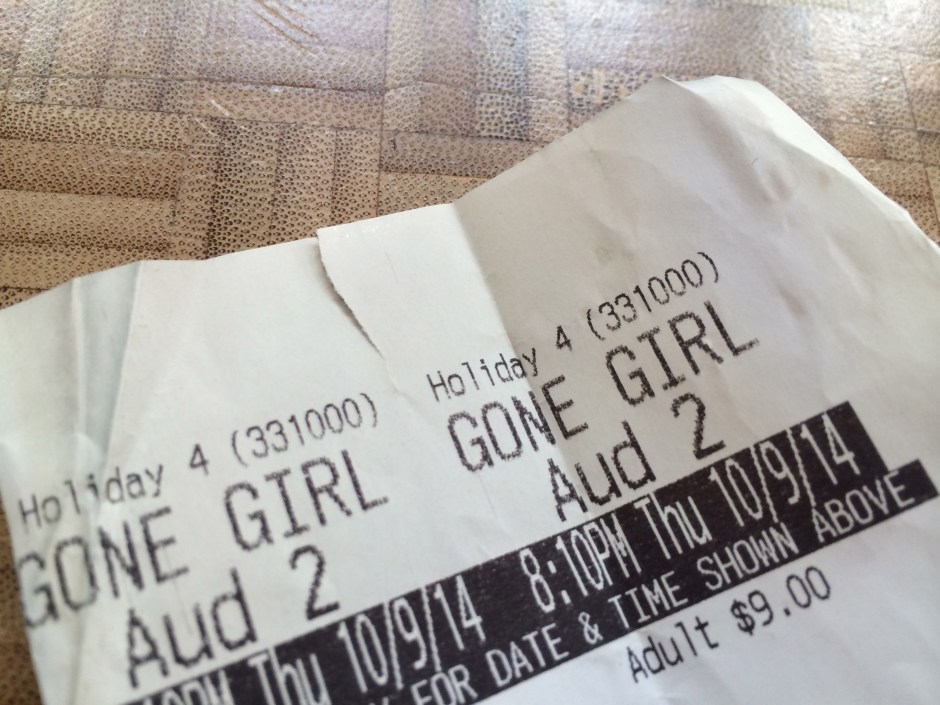 Holiday 4 (331000)
GONE GIRL
Aud 2
Thu 10/9/14
Holiday 4 (331000)
GONE GIRL
Aud 2
8:10PM Thu 10/9/14
FOR DATE & TIME SHOWN ABOVE
Adult $9.00